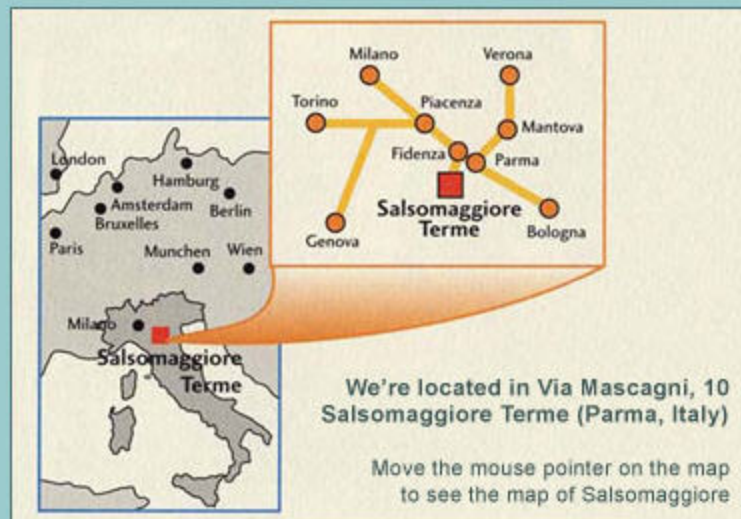 Milano
Verona
Torino
Piacenza
Mantova
Fidenza
Parma
Salsomaggiore
Terme
Genova
Bologna
London
Hamburg
Amsterdam
Berlin
Bruxelles
Paris
Munchen
Wien
Milano
Salsomaggiore
Terme
We're located in Via Mascagni, 10
Salsomaggiore Terme (Parma, Italy)
Move the mouse pointer on the map
to see the map of Salsomaggiore